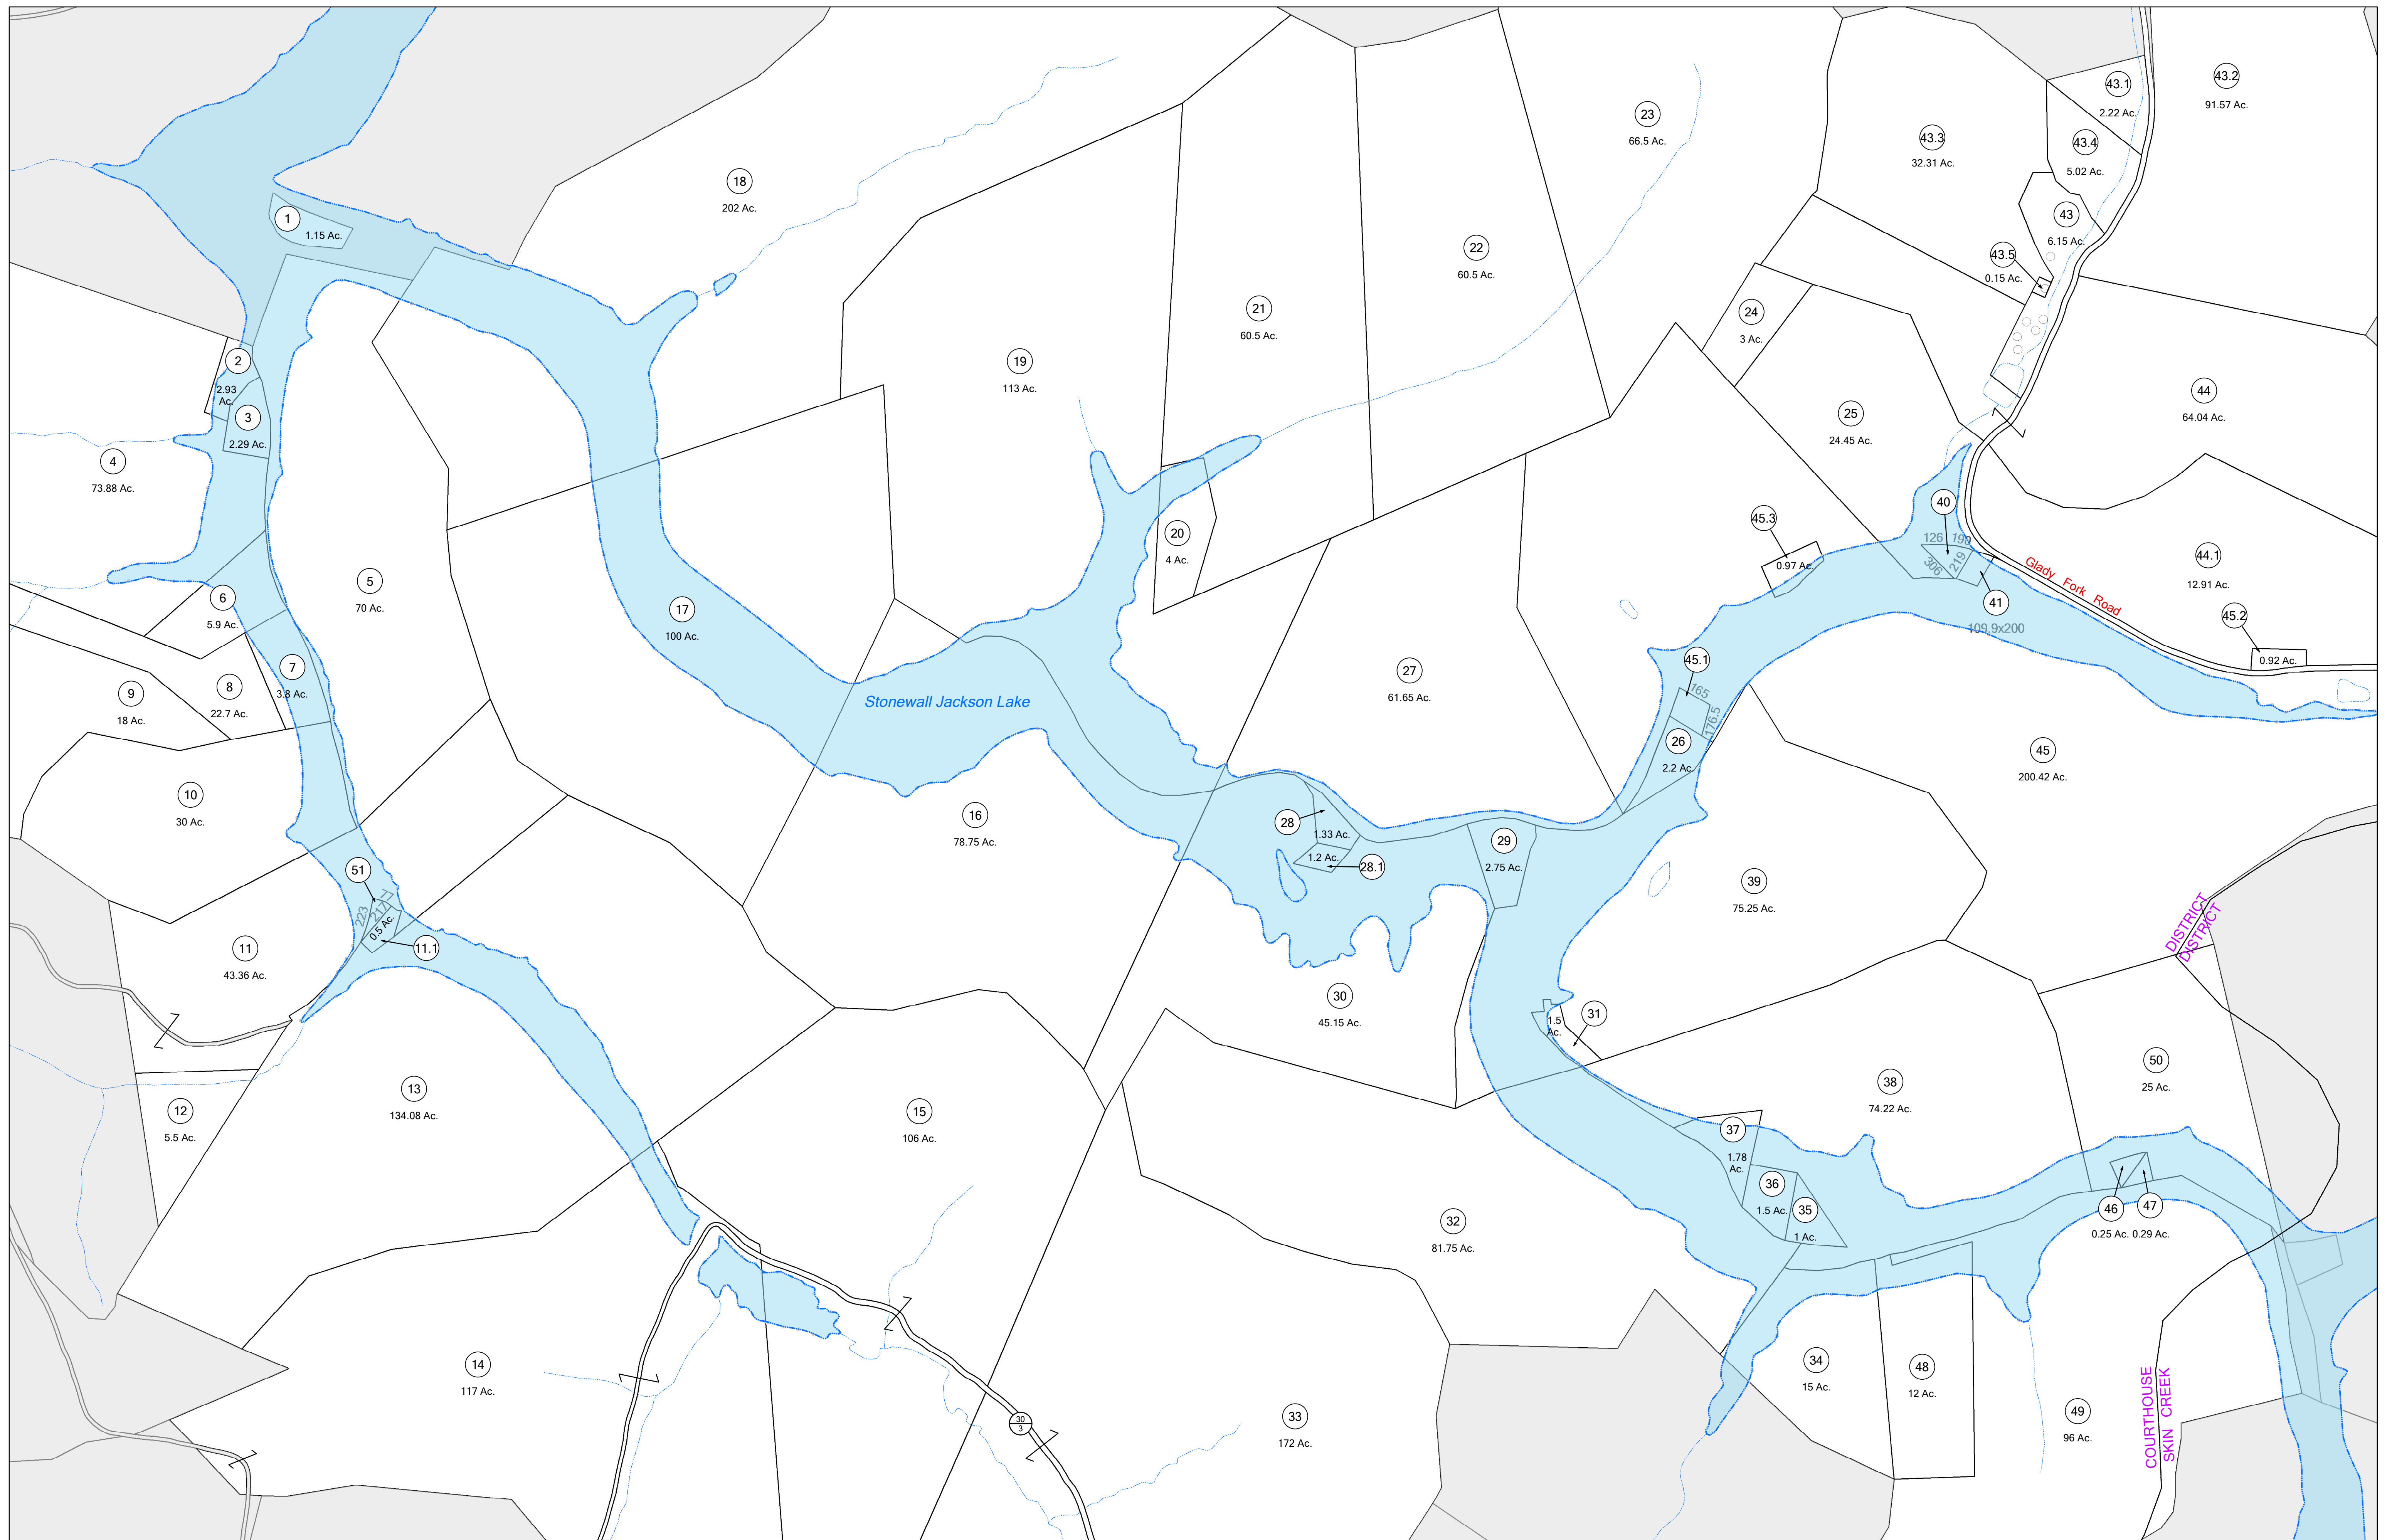 43.1
2.22 Ac.
43.2
91.57 Ac.
23
66.5 Ac.
43.3
32.31 Ac.
43.4
5.02 Ac.
18
202 Ac.
1
1.15 Ac.
43
6.15 Ac.
22
60.5 Ac.
43.5
0.15 Ac.
21
60.5 Ac.
24
3 Ac.
2
2.93
Ac.
19
113 Ac.
3
2.29 Ac.
44
64.04 Ac.
25
24.45 Ac.
4
73.88 Ac.
40
126
190
306
219
45.3
0.97 Ac.
20
4 Ac.
44.1
12.91 Ac.
5
70 Ac.
Glady Fork Road
41
109.9x200
6
5.9 Ac.
17
100 Ac.
45.2
0.92 Ac.
7
3.8 Ac.
8
22.7 Ac.
9
18 Ac.
27
61.65 Ac.
45.1
165
176.5
Stonewall Jackson Lake
26
2.2 Ac.
45
200.42 Ac.
10
30 Ac.
16
78.75 Ac.
28
1.33 Ac.
1.2 Ac.
28.1
29
2.75 Ac.
39
75.25 Ac.
51
77
223
217
0.5 Ac.
11.1
DISTRICT
DISTRICT
11
43.36 Ac.
30
45.15 Ac.
1.5
Ac.
31
50
25 Ac.
38
74.22 Ac.
13
134.08 Ac.
12
5.5 Ac.
15
106 Ac.
37
1.78
Ac.
36
1.5 Ac.
35
1 Ac.
46
47
0.25 Ac.
0.29 Ac.
32
81.75 Ac.
14
117 Ac.
34
15 Ac.
48
12 Ac.
30
3
33
172 Ac.
49
96 Ac.
COURTHOUSE
SKIN CREEK